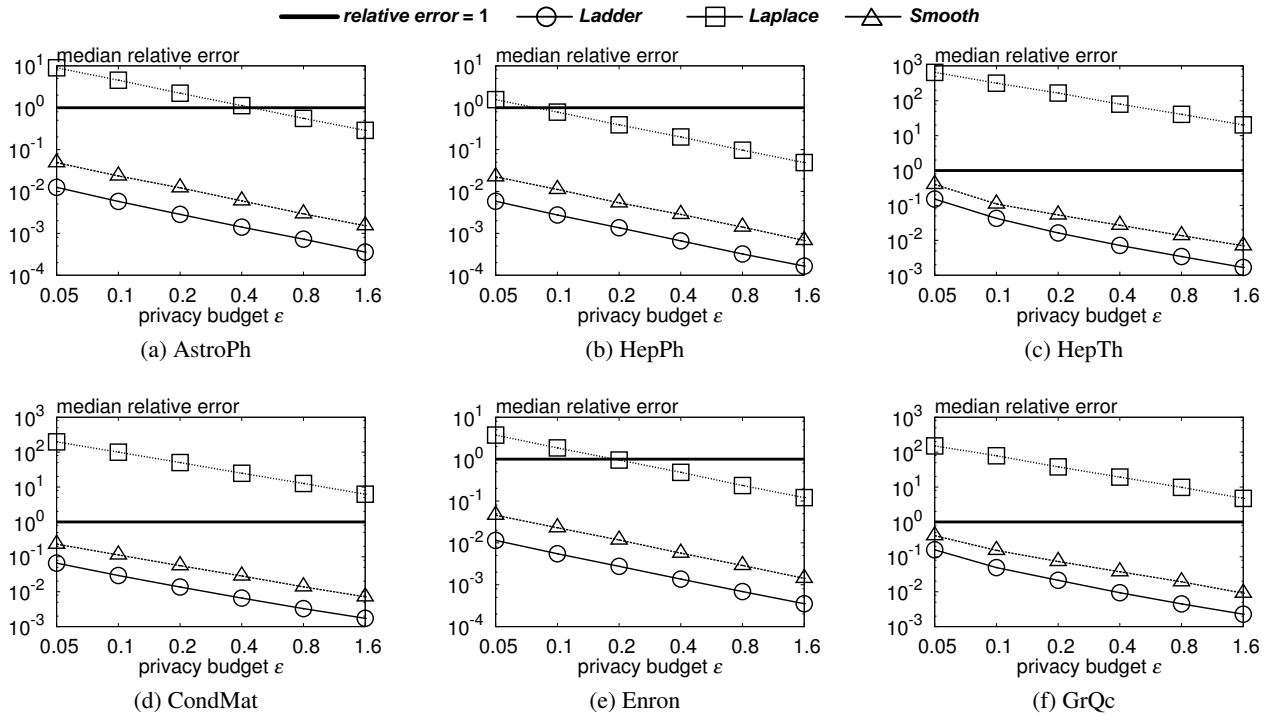 relative error = 1 Ladder Laplace Smooth
median relative error
10^1
10^0
10^-1
10^-2
10^-3
10^-4
0.05 0.1 0.2 0.4 0.8 1.6
privacy budget ε
(a) AstroPh
median relative error
10^1
10^0
10^-1
10^-2
10^-3
10^-4
0.05 0.1 0.2 0.4 0.8 1.6
privacy budget ε
(b) HepPh
median relative error
10^3
10^2
10^1
10^0
10^-1
10^-2
10^-3
0.05 0.1 0.2 0.4 0.8 1.6
privacy budget ε
(c) HepTh
median relative error
10^3
10^2
10^1
10^0
10^-1
10^-2
10^-3
0.05 0.1 0.2 0.4 0.8 1.6
privacy budget ε
(d) CondMat
median relative error
10^1
10^0
10^-1
10^-2
10^-3
10^-4
0.05 0.1 0.2 0.4 0.8 1.6
privacy budget ε
(e) Enron
median relative error
10^3
10^2
10^1
10^0
10^-1
10^-2
10^-3
0.05 0.1 0.2 0.4 0.8 1.6
privacy budget ε
(f) GrQc